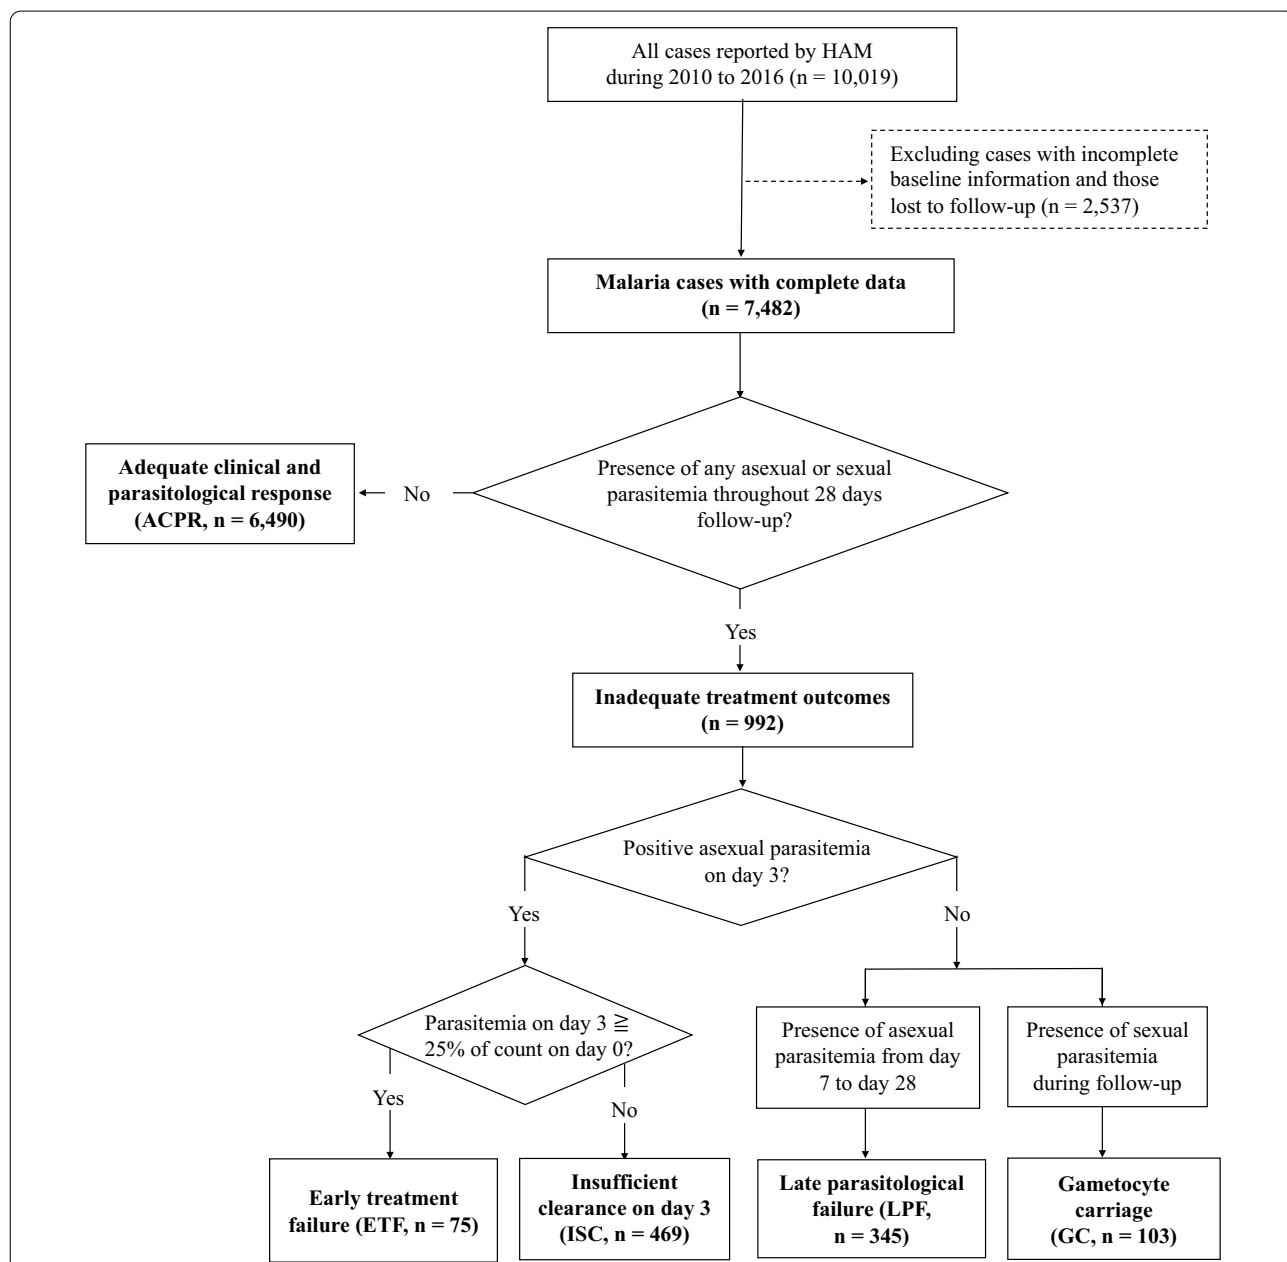 All cases reported by HAM
during 2010 to 2016 (n = 10,019)
Excluding cases with incomplete
baseline information and those
lost to follow-up (n = 2,537)
Malaria cases with complete data
(n = 7,482)
Presence of any asexual or sexual
parasitemia throughout 28 days
follow-up?
No
Adequate clinical and
parasitological response
(ACPR, n = 6,490)
Yes
Inadequate treatment outcomes
(n = 992)
Positive asexual parasitemia
on day 3?
Yes
No
Parasitemia on day 3 ≧
25% of count on day 0?
Presence of asexual
parasitemia from day
7 to day 28
Presence of sexual
parasitemia
during follow-up
Yes
No
Early treatment
failure (ETF, n = 75)
Insufficient
clearance on day 3
(ISC, n = 469)
Late parasitological
failure (LPF,
n = 345)
Gametocyte
carriage
(GC, n = 103)